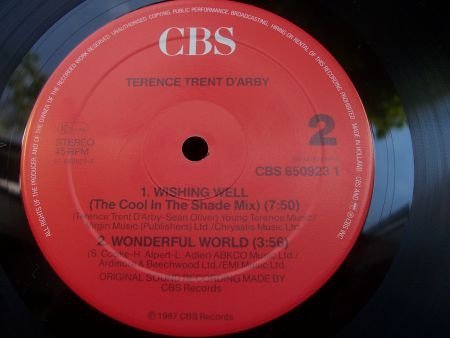 ALL RIGHTS OF THE PRODUCER AND OF THE OWNER OF THE RECORDED WORK RESERVED. UNAUTHORISED COPYING, PUBLIC PERFORMANCE, BROADCASTING, HIRING OR RENTAL OF THIS RECORDING PROHIBITED. MADE IN HOLLAND.
CBS
TERENCE TRENT D'ARBY
STEREO
45 RPM
2
CBS 650923 1
1. WISHING WELL
(The Cool In The Shade Mix) (7:50)
(Terence Trent D'Arby-Sean Oliver) Young Terence Music/
Virgin Music (Publishers) Ltd./Chrysalis Music Ltd.
2. WONDERFUL WORLD (3:56)
(S. Cooke-H. Alpert-L. Adler) ABKCO Music Ltd./
Arditone & Beechwood Ltd./EMI Music Ltd.
ORIGINAL SOUND RECORDING MADE BY
CBS Records
℗1987 CBS Records